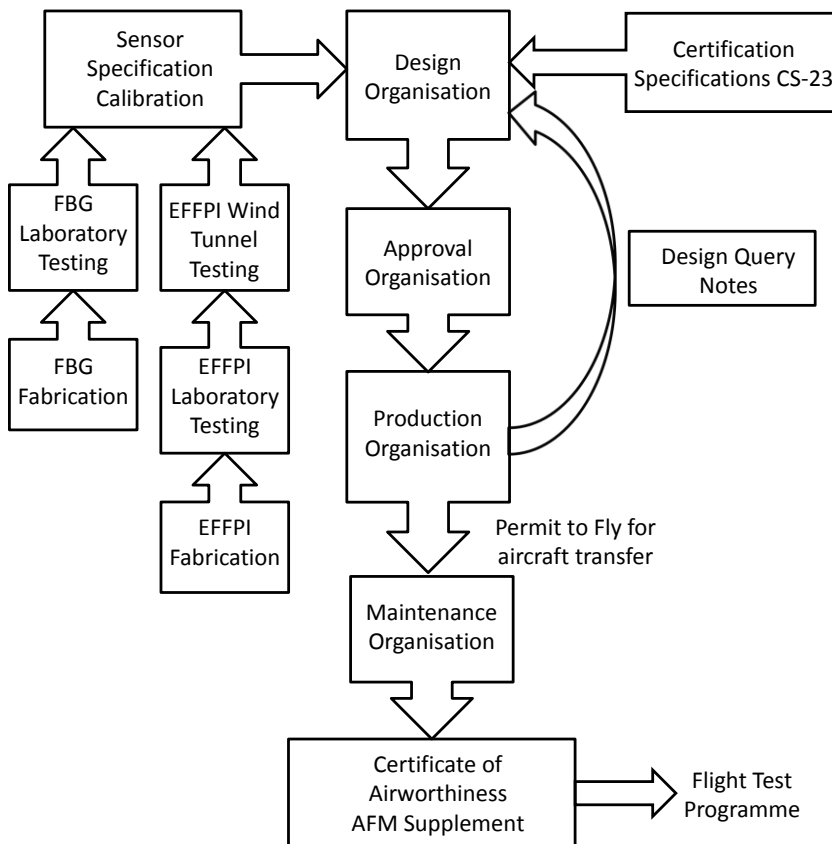 Sensor
Specification
Calibration
Design
Organisation
Certification
Specifications CS-23
FBG
Laboratory
Testing
EFFPI Wind
Tunnel
Testing
Approval
Organisation
Design Query
Notes
FBG
Fabrication
EFFPI
Laboratory
Testing
Production
Organisation
EFFPI
Fabrication
Permit to Fly for
aircraft transfer
Maintenance
Organisation
Certificate of
Airworthiness
AFM Supplement
Flight Test
Programme